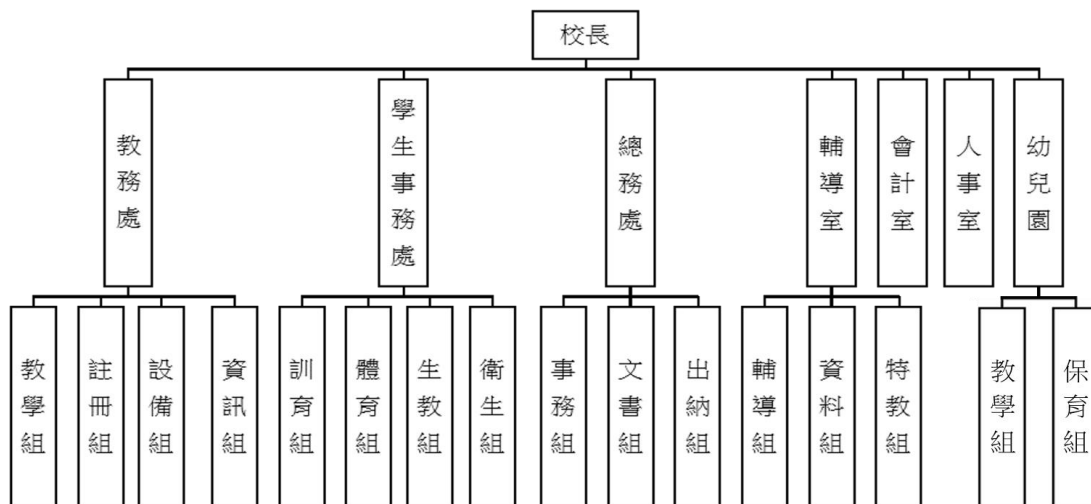 校長
教務處
學生事務處
總務處
輔導室
會計室
人事室
幼兒園
教學組
註冊組
設備組
資訊組
訓育組
體育組
生教組
衛生組
事務組
文書組
出納組
輔導組
資料組
特教組
教學組
保育組